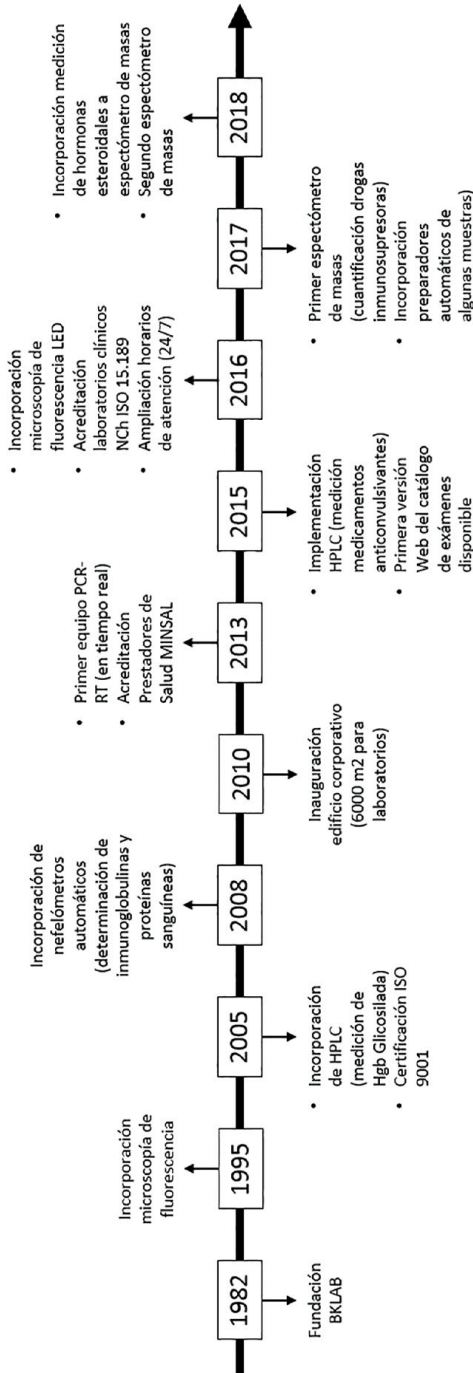 1982
Fundación
BKLAB
1995
Incorporación
microscopía de
fluorescencia
2005
• Incorporación
de HPLC
(medición de
Hgb Glicosilada)
• Certificación ISO
9001
2008
Incorporación de
nefelómetros
automáticos
(determinación de
inmunoglobulinas y
proteínas
sanguíneas)
2010
Inauguración
edificio corporativo
(6000 m2 para
laboratorios)
2013
• Primer equipo PCR-
RT (en tiempo real)
• Acreditación
Prestadores de
Salud MINSAL
2015
• Implementación
HPLC (medición
medicamentos
anticonvulsivantes)
• Primera versión
Web del catálogo
de exámenes
disponible
2016
• Incorporación
microscopía de
fluorescencia LED
• Acreditación
laboratorios clínicos
NCh ISO 15.189
• Ampliación horarios
de atención (24/7)
2017
• Primer espectómetro
de masas
(cuantificación drogas
inmunosupresoras)
• Incorporación
preparadores
automáticos de
algunas muestras
2018
• Incorporación medición
de hormonas
esteroidales a
espectrómetro de masas
• Segundo espectómetro
de masas